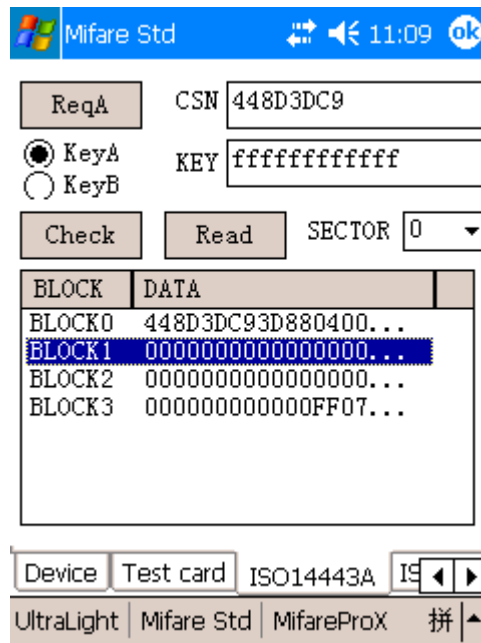 Mifare Std 11:09 ok
ReqA CSN 448D3DC9
KeyA
KeyB
KEY ffffffffffff
Check Read SECTOR 0
BLOCK DATA
BLOCK0 448D3DC93D880400...
BLOCK1 0000000000000000...
BLOCK2 0000000000000000...
BLOCK3 000000000000FF07...
Device Test card ISO14443A IS
UltraLight Mifare Std MifareProX 拼